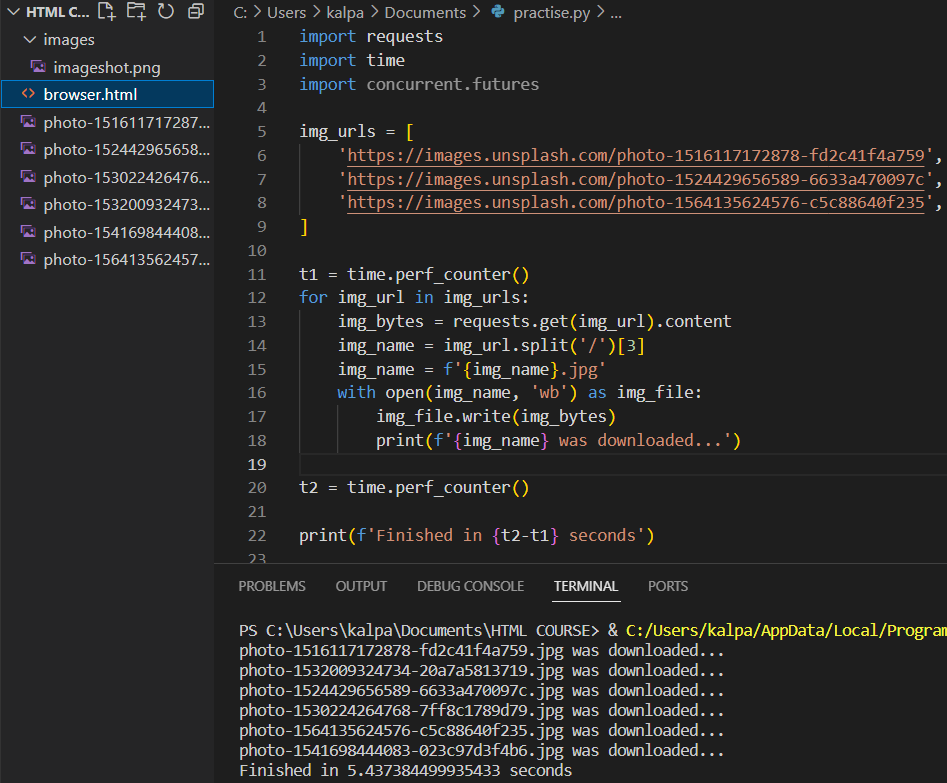 HTML C...
images
imageshot.png
browser.html
photo-151611717287...
photo-152442965658...
photo-153022426476...
photo-153200932473...
photo-154169844408...
photo-156413562457...
C: > Users > kalpa > Documents > practise.py > ...
1 import requests
2 import time
3 import concurrent.futures
4
5 img_urls = [
6     'https://images.unsplash.com/photo-1516117172878-fd2c41f4a759',
7     'https://images.unsplash.com/photo-1524429656589-6633a470097c',
8     'https://images.unsplash.com/photo-1564135624576-c5c88640f235',
9 ]
10
11 t1 = time.perf_counter()
12 for img_url in img_urls:
13     img_bytes = requests.get(img_url).content
14     img_name = img_url.split('/')[3]
15     img_name = f'{img_name}.jpg'
16     with open(img_name, 'wb') as img_file:
17         img_file.write(img_bytes)
18         print(f'{img_name} was downloaded...')
19
20 t2 = time.perf_counter()
21
22 print(f'Finished in {t2-t1} seconds')
23
PROBLEMS OUTPUT DEBUG CONSOLE TERMINAL PORTS
PS C:\Users\kalpa\Documents\HTML COURSE> & C:/Users/kalpa/AppData/Local/Program
photo-1516117172878-fd2c41f4a759.jpg was downloaded...
photo-1532009324734-20a7a5813719.jpg was downloaded...
photo-1524429656589-6633a470097c.jpg was downloaded...
photo-1530224264768-7ff8c1789d79.jpg was downloaded...
photo-1564135624576-c5c88640f235.jpg was downloaded...
photo-1541698444083-023c97d3f4b6.jpg was downloaded...
Finished in 5.437384499935433 seconds